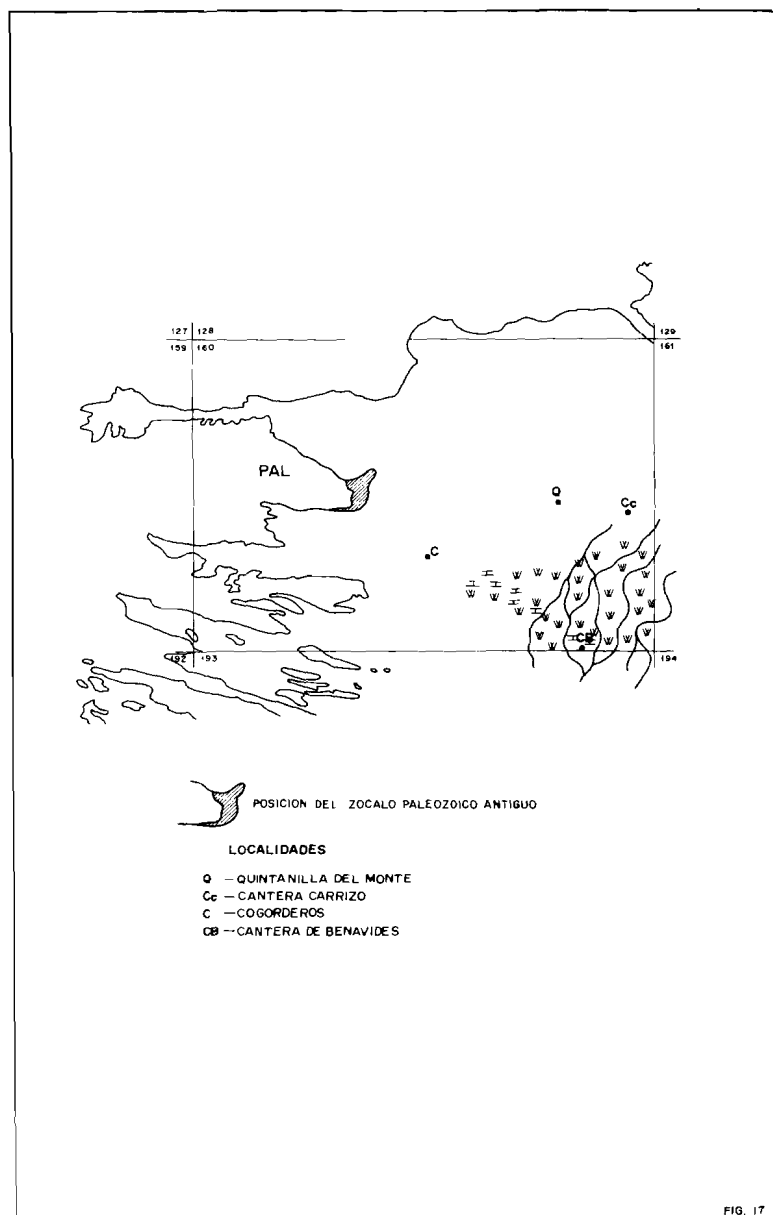 127 128 129
159 160 161
PAL
Q
Cc
C
CB
192 193 194
POSICION DEL ZOCALO PALEOZOICO ANTIGUO
LOCALIDADES
Q – QUINTANILLA DEL MONTE
Cc – CANTERA CARRIZO
C – COGORDEROS
CB – CANTERA DE BENAVIDES
FIG. 17